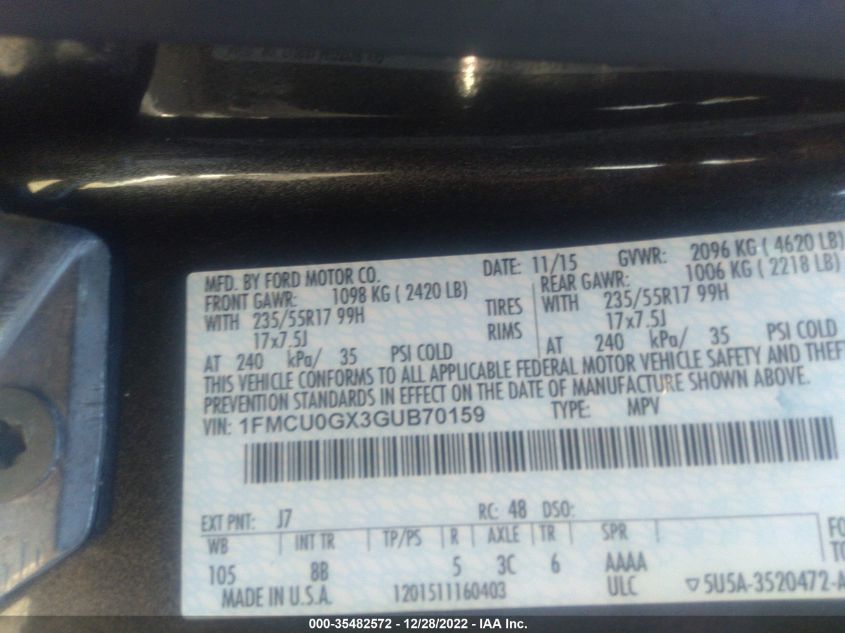 MFD. BY FORD MOTOR CO. DATE: 11/15 GVWR: 2096 KG ( 4620 LB)
FRONT GAWR: 1098 KG ( 2420 LB) REAR GAWR: 1006 KG ( 2218 LB)
WITH 235/55R17 99H TIRES WITH 235/55R17 99H
17x7.5J RIMS 17x7.5J
AT 240 kPa/ 35 PSI COLD AT 240 kPa/ 35 PSI COLD
THIS VEHICLE CONFORMS TO ALL APPLICABLE FEDERAL MOTOR VEHICLE SAFETY AND THEFT
PREVENTION STANDARDS IN EFFECT ON THE DATE OF MANUFACTURE SHOWN ABOVE.
VIN: 1FMCU0GX3GUB70159 TYPE: MPV
EXT PNT: J7 RC: 48 DSO:
WB INT TR TP/PS R AXLE TR SPR
105 8B 5 3C 6 AAAA
MADE IN U.S.A. 1201511160403 ULC 5U5A-3520472-A
FO
TO
000-35482572 - 12/28/2022 - IAA Inc.